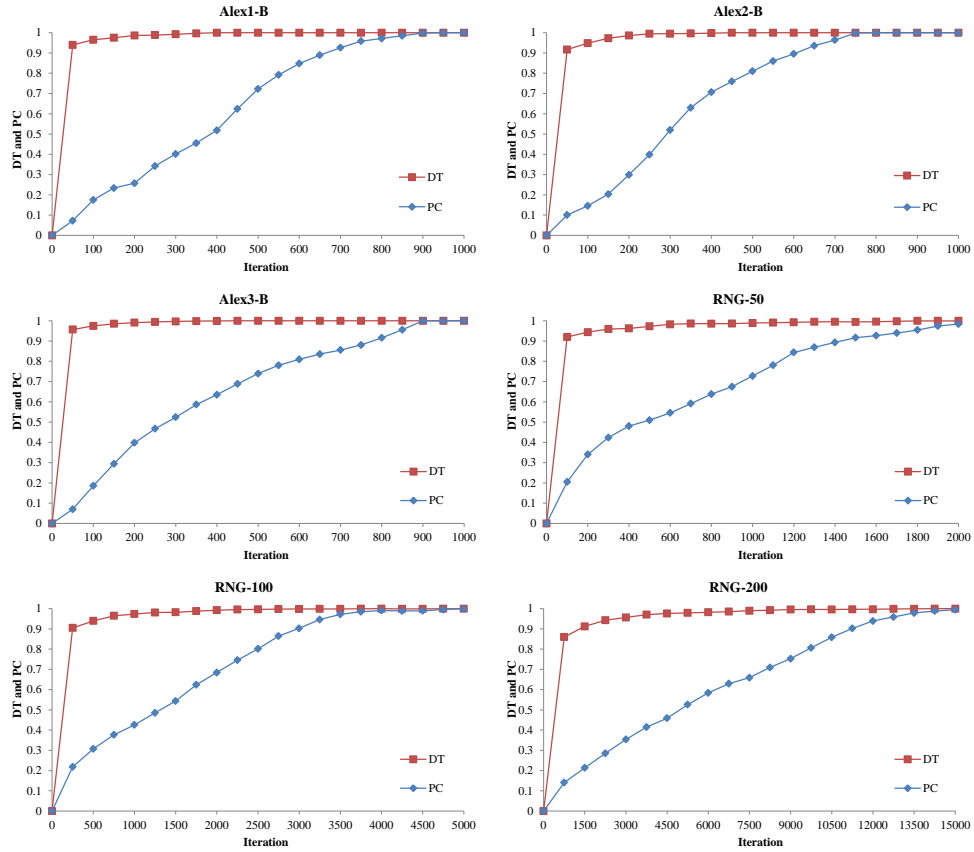 Alex1-B
1
0.9
0.8
0.7
0.6
0.5
0.4
0.3
0.2
0.1
0
DT and PC
DT
PC
0 100 200 300 400 500 600 700 800 900 1000
Iteration
Alex2-B
1
0.9
0.8
0.7
0.6
0.5
0.4
0.3
0.2
0.1
0
DT and PC
DT
PC
0 100 200 300 400 500 600 700 800 900 1000
Iteration
Alex3-B
1
0.9
0.8
0.7
0.6
0.5
0.4
0.3
0.2
0.1
0
DT and PC
DT
PC
0 100 200 300 400 500 600 700 800 900 1000
Iteration
RNG-50
1
0.9
0.8
0.7
0.6
0.5
0.4
0.3
0.2
0.1
0
DT and PC
DT
PC
0 200 400 600 800 1000 1200 1400 1600 1800 2000
Iteration
RNG-100
1
0.9
0.8
0.7
0.6
0.5
0.4
0.3
0.2
0.1
0
DT and PC
DT
PC
0 500 1000 1500 2000 2500 3000 3500 4000 4500 5000
Iteration
RNG-200
1
0.9
0.8
0.7
0.6
0.5
0.4
0.3
0.2
0.1
0
DT and PC
DT
PC
0 1500 3000 4500 6000 7500 9000 10500 12000 13500 15000
Iteration